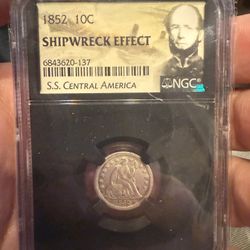 1852 10C
SHIPWRECK EFFECT
6843620-137
NGC
S.S. CENTRAL AMERICA